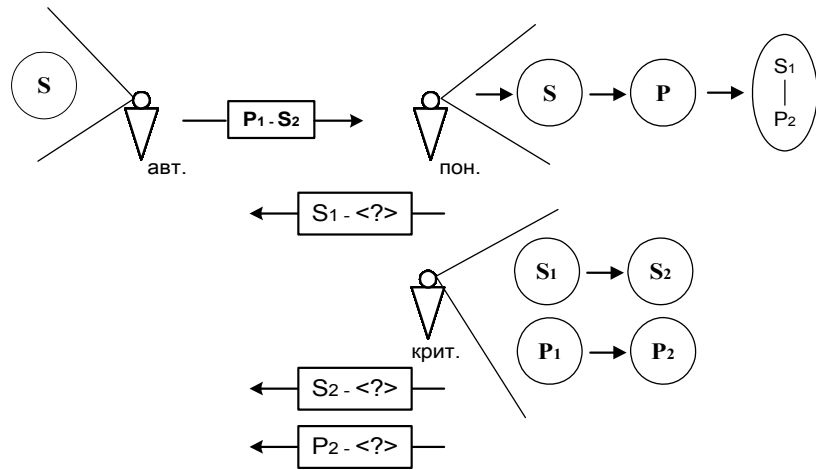 S
P1 - S2
S
P
S1
P2
авт.
пон.
S1 - <?>
S1
S2
P1
P2
крит.
S2 - <?>
P2 - <?>